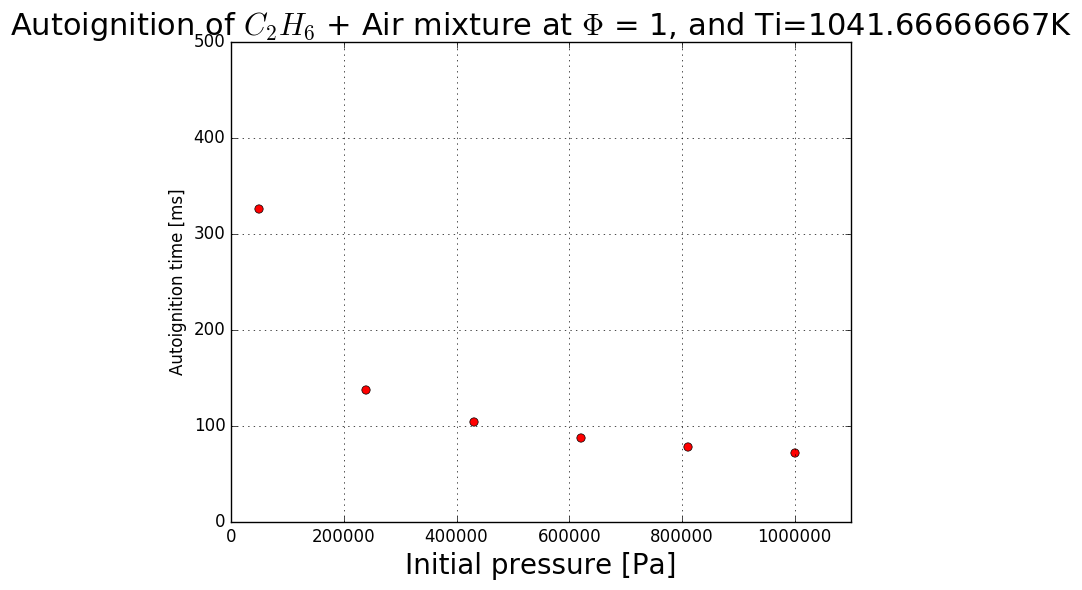 Autoignition of C₂H₆ + Air mixture at Φ = 1, and Ti=1041.66666667K
500
400
300
200
100
0
Autoignition time [ms]
0 200000 400000 600000 800000 1000000
Initial pressure [Pa]